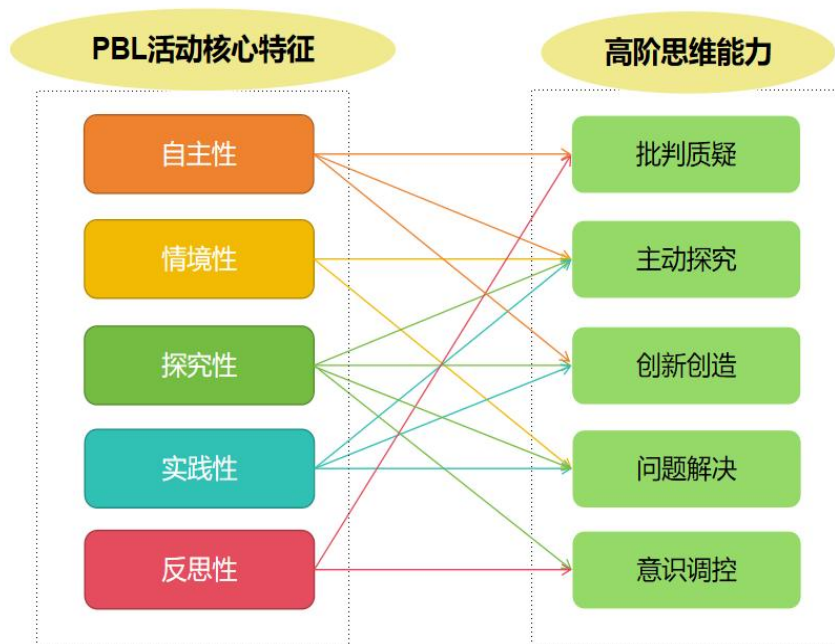 PBL活动核心特征
高阶思维能力
自主性
批判质疑
情境性
主动探究
探究性
创新创造
实践性
问题解决
反思性
意识调控